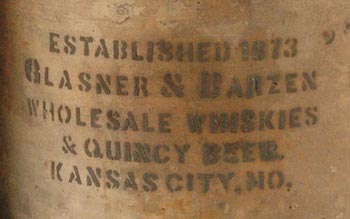 ESTABLISHED 1873
GLASNER & BARZEN
WHOLESALE WHISKIES
& QUINCY BEER.
KANSAS CITY, MO.